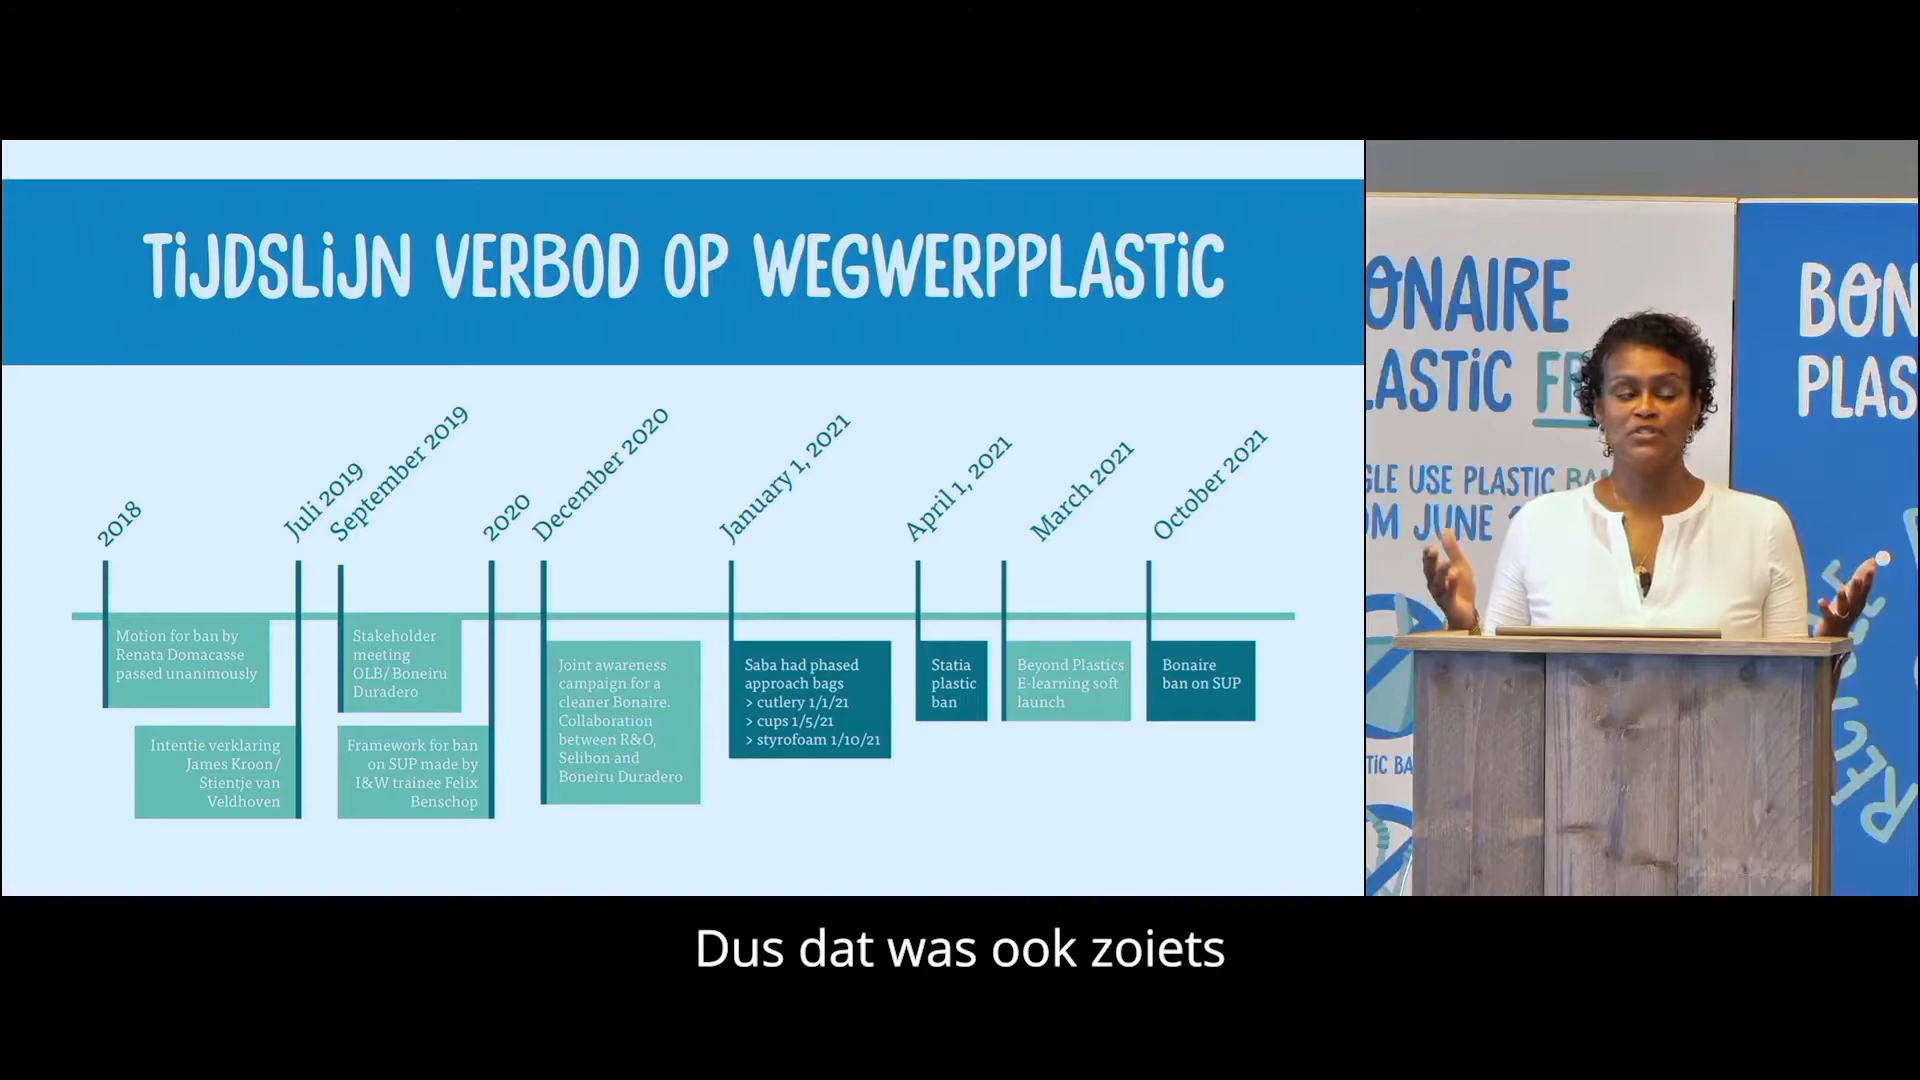 TiJDSLiJN VERBOD OP WEGWERPPLASTiC
2018
Juli 2019
September 2019
2020
December 2020
January 1, 2021
April 1, 2021
March 2021
October 2021
Motion for ban by
Renata Domacasse
passed unanimously
Intentie verklaring
James Kroon/
Stientje van
Veldhoven
Stakeholder
meeting
OLB/Boneiru
Duradero
Framework for ban
on SUP made by
I&W trainee Felix
Benschop
Joint awareness
campaign for a
cleaner Bonaire.
Collaboration
between R&O,
Selibon and
Boneiru Duradero
Saba had phased
approach bags
> cutlery 1/1/21
> cups 1/5/21
> styrofoam 1/10/21
Statia
plastic
ban
Beyond Plastics
E-learning soft
launch
Bonaire
ban on SUP
ONAIRE
LASTiC FR
GLE USE PLASTIC BA
OM JUNE
TIC BA
BON
PLAS
Dus dat was ook zoiets